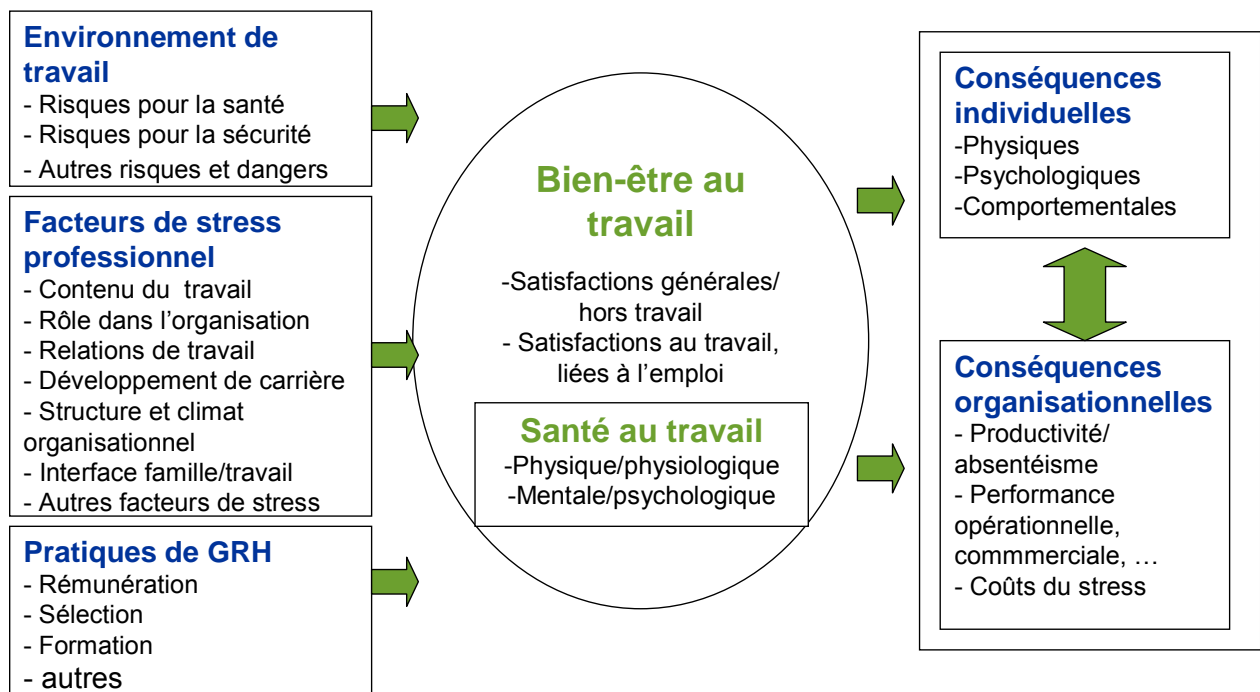 Environnement de
travail
- Risques pour la santé
- Risques pour la sécurité
- Autres risques et dangers
Facteurs de stress
professionnel
- Contenu du  travail
- Rôle dans l’organisation
- Relations de travail
- Développement de carrière
- Structure et climat
organisationnel
- Interface famille/travail
- Autres facteurs de stress
Pratiques de GRH
- Rémunération
- Sélection
- Formation
- autres
Bien-être au
travail
-Satisfactions générales/
hors travail
- Satisfactions au travail,
liées à l’emploi
Santé au travail
-Physique/physiologique
-Mentale/psychologique
Conséquences
individuelles
-Physiques
-Psychologiques
-Comportementales
Conséquences
organisationnelles
- Productivité/
absentéisme
- Performance
opérationnelle,
commmerciale, …
- Coûts du stress